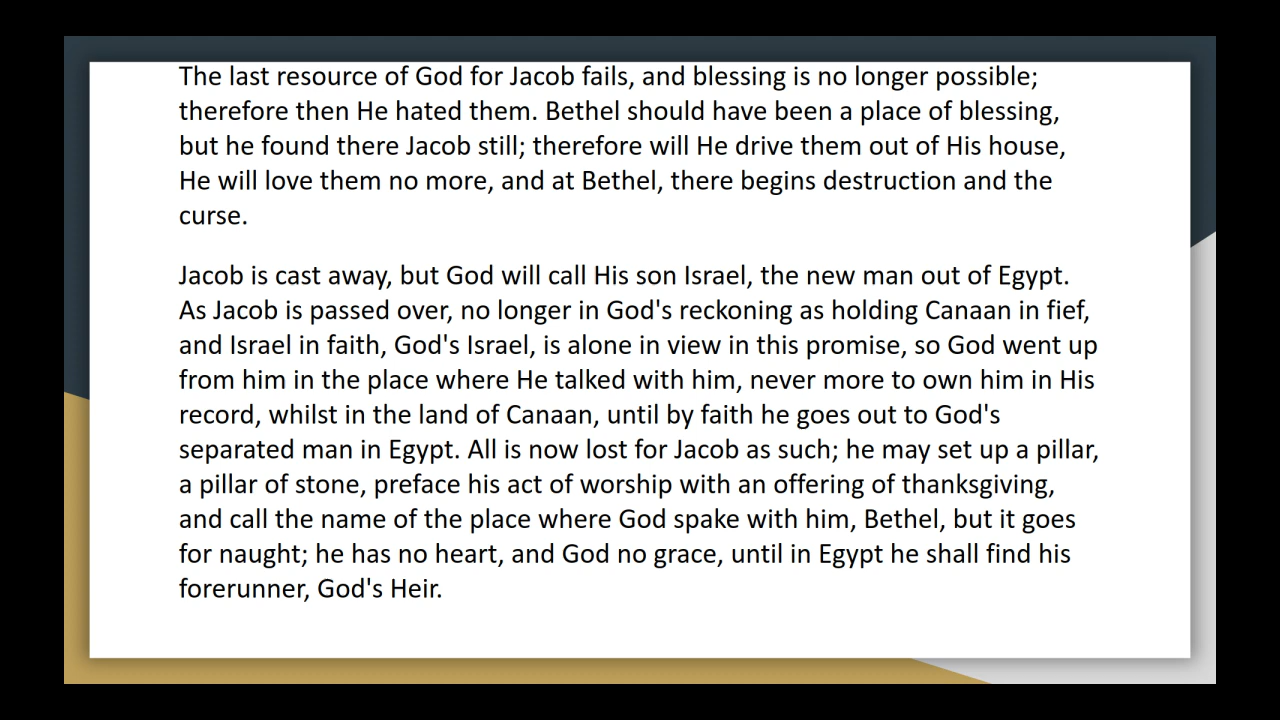 The last resource of God for Jacob fails, and blessing is no longer possible;
therefore then He hated them. Bethel should have been a place of blessing,
but he found there Jacob still; therefore will He drive them out of His house,
He will love them no more, and at Bethel, there begins destruction and the
curse.
Jacob is cast away, but God will call His son Israel, the new man out of Egypt.
As Jacob is passed over, no longer in God's reckoning as holding Canaan in fief,
and Israel in faith, God's Israel, is alone in view in this promise, so God went up
from him in the place where He talked with him, never more to own him in His
record, whilst in the land of Canaan, until by faith he goes out to God's
separated man in Egypt. All is now lost for Jacob as such; he may set up a pillar,
a pillar of stone, preface his act of worship with an offering of thanksgiving,
and call the name of the place where God spake with him, Bethel, but it goes
for naught; he has no heart, and God no grace, until in Egypt he shall find his
forerunner, God's Heir.